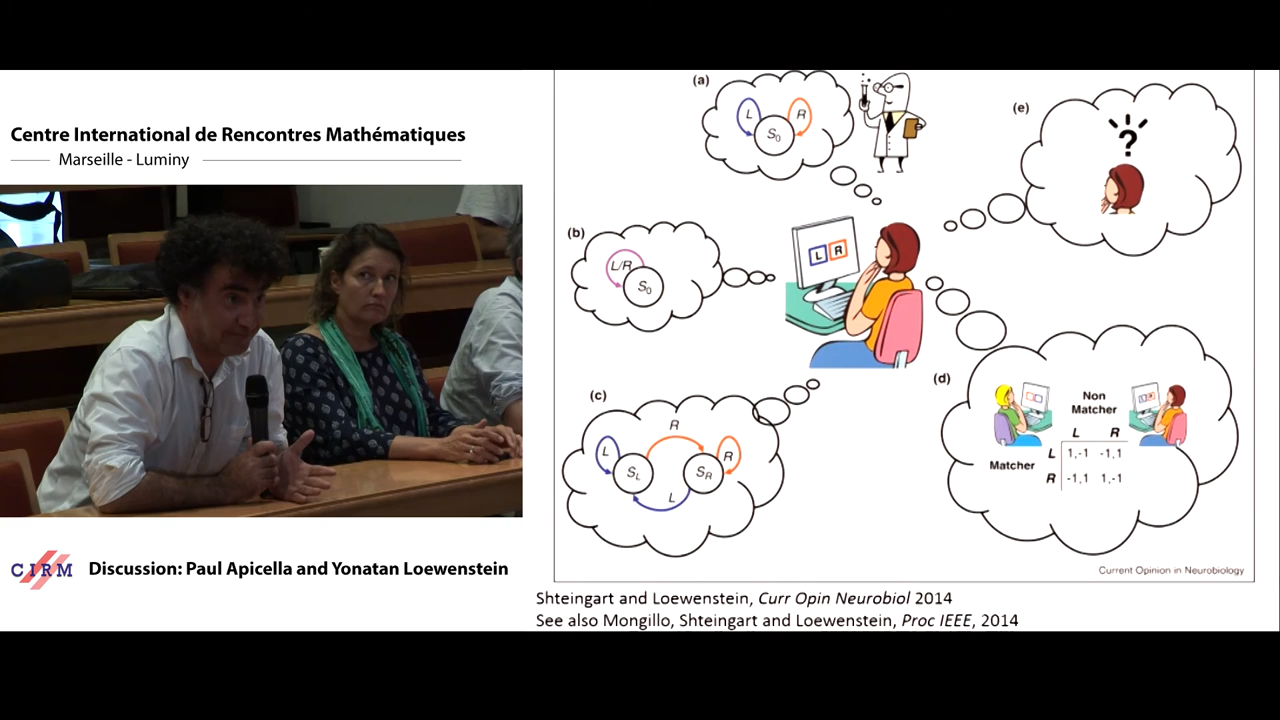 Centre International de Rencontres Mathématiques
Marseille - Luminy
CIRM
Discussion: Paul Apicella and Yonatan Loewenstein
(a)
L
R
S0
(b)
L/R
S0
(c)
R
L
R
SL
SR
L
L R
(e)
?
(d)
Non
Matcher
L R
Matcher
L 1,-1 -1,1
R -1,1 1,-1
Current Opinion in Neurobiology
Shteingart and Loewenstein, Curr Opin Neurobiol 2014
See also Mongillo, Shteingart and Loewenstein, Proc IEEE, 2014